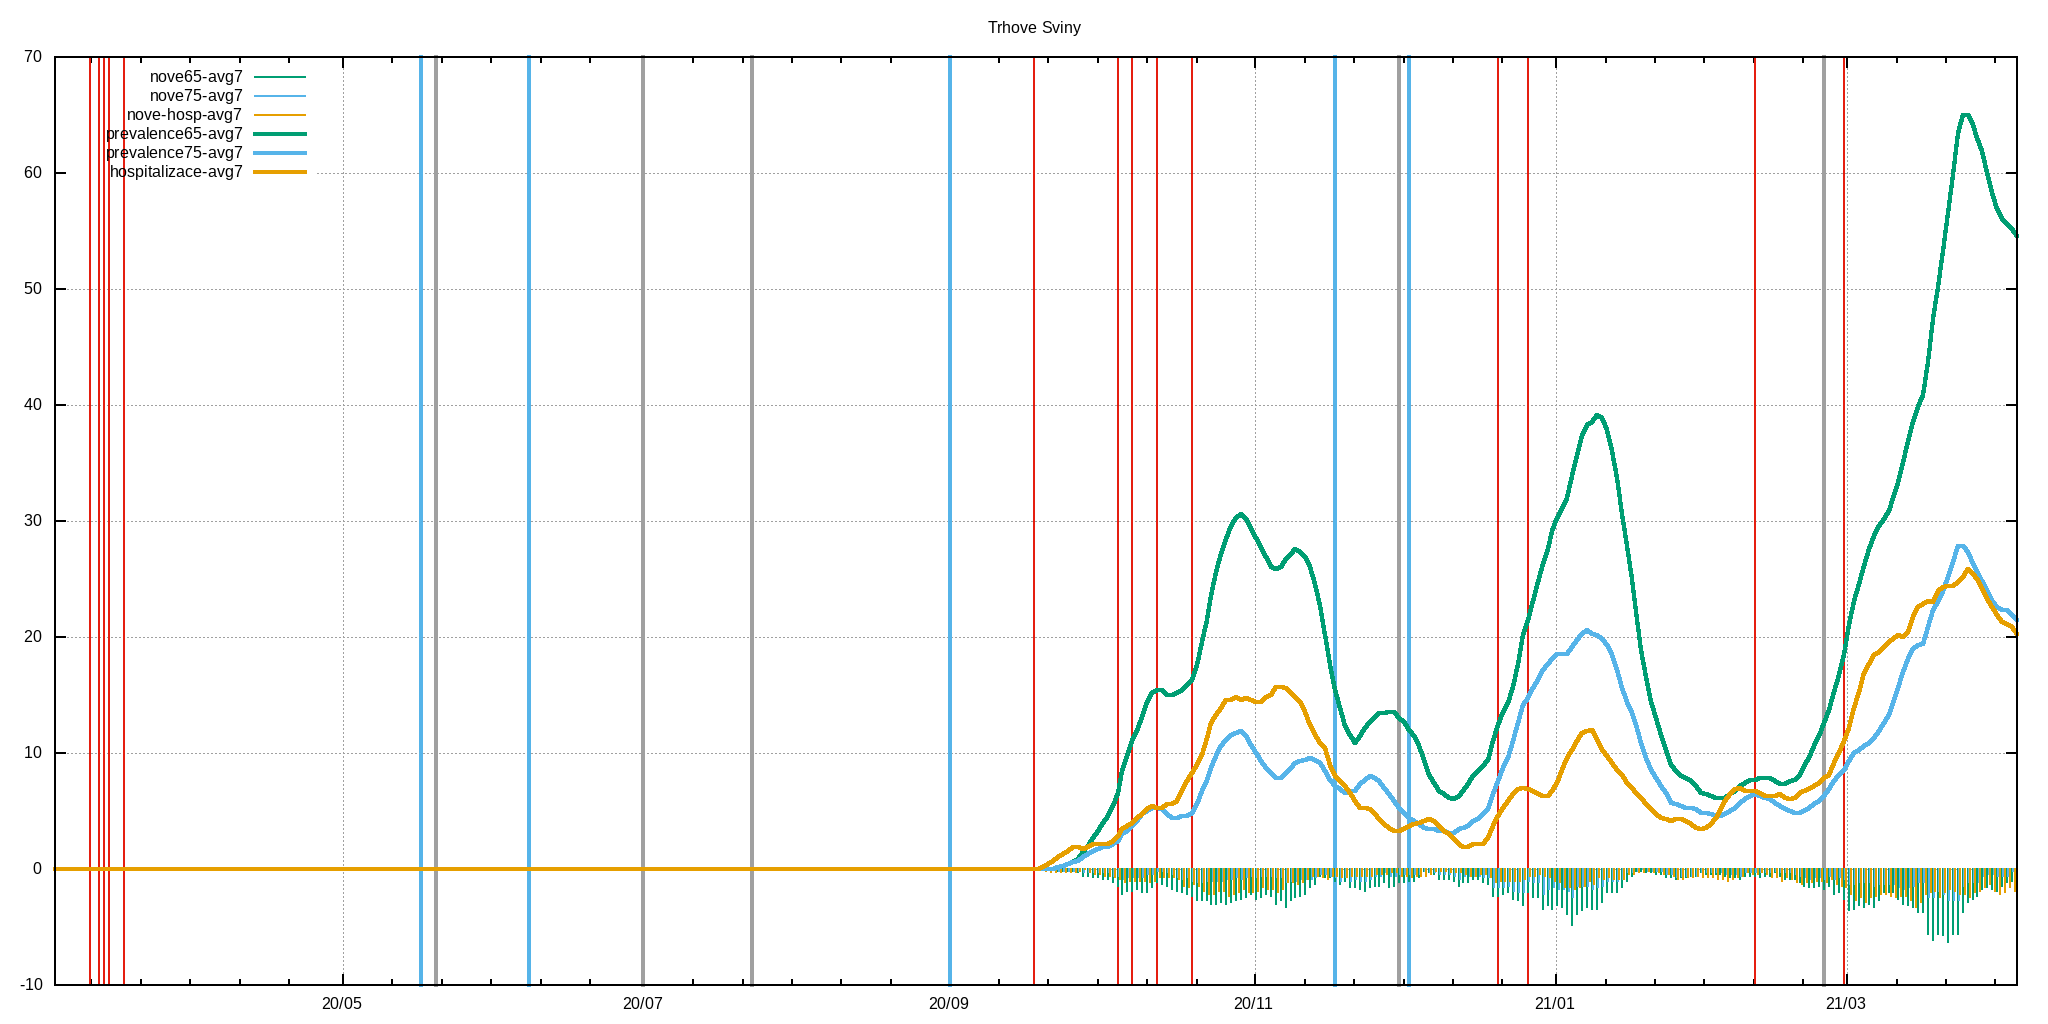 Trhove Sviny
70
60
50
40
30
20
10
0
-10
nove65-avg7
nove75-avg7
nove-hosp-avg7
prevalence65-avg7
prevalence75-avg7
hospitalizace-avg7
20/05 20/07 20/09 20/11 21/01 21/03